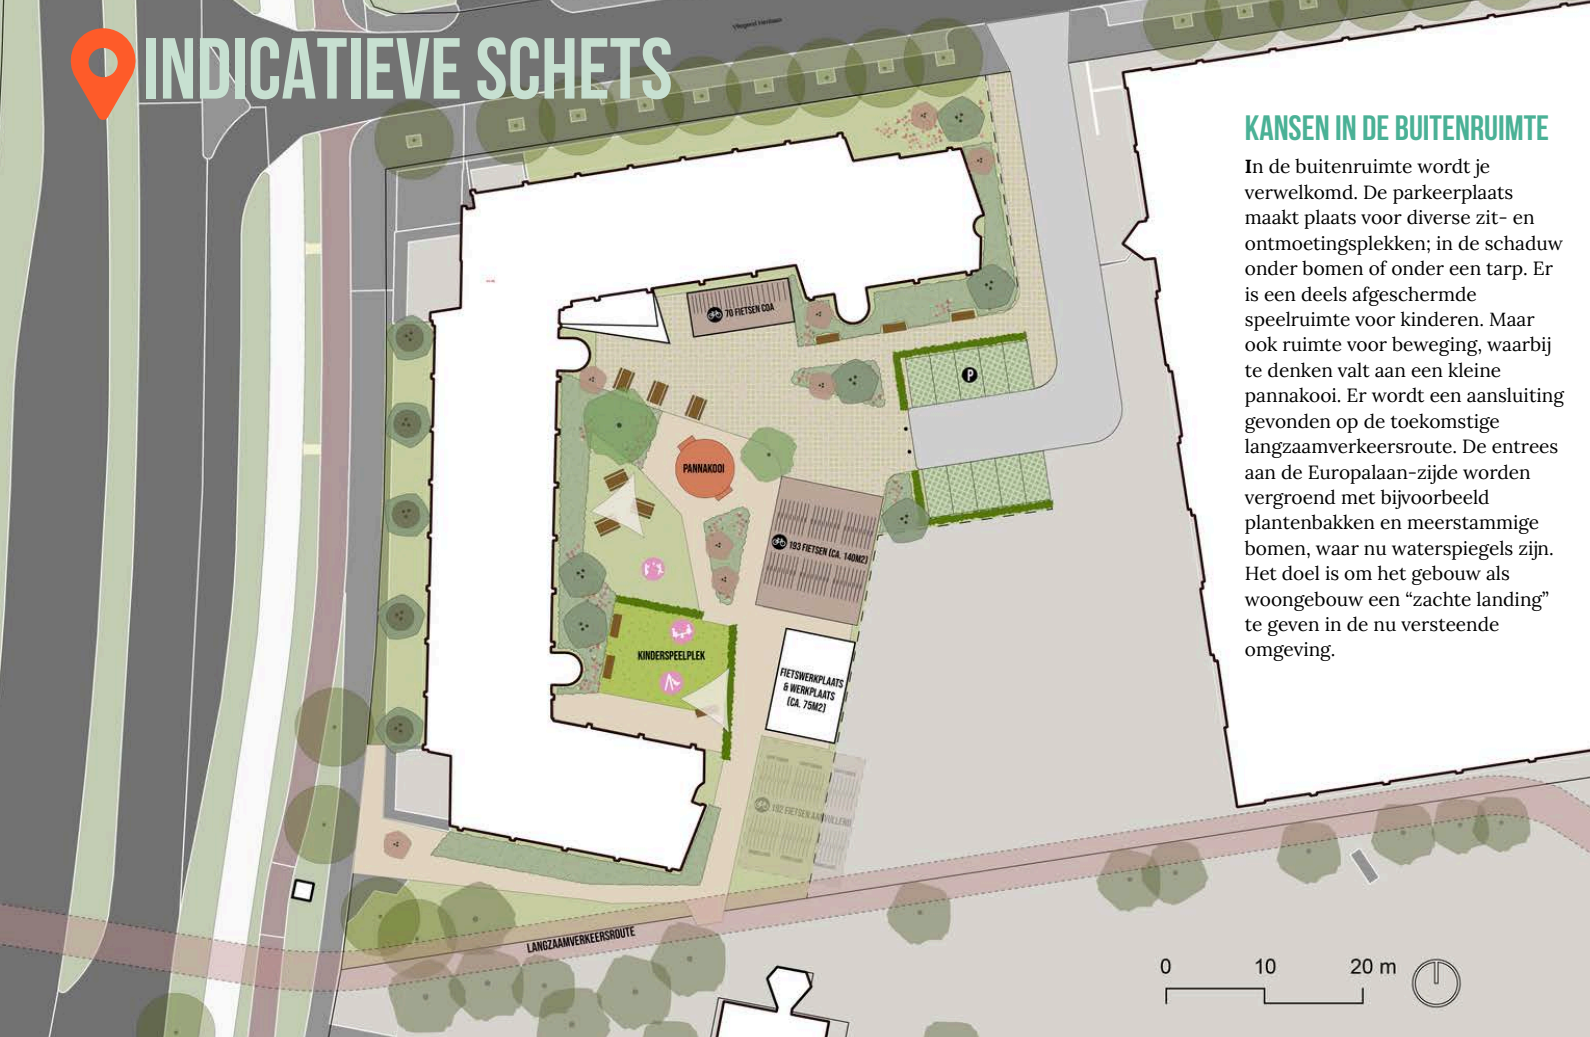 INDICATIEVE SCHETS
KANSEN IN DE BUITENRUIMTE
In de buitenruimte wordt je
verwelkomd. De parkeerplaats
maakt plaats voor diverse zit- en
ontmoetingsplekken; in de schaduw
onder bomen of onder een tarp. Er
is een deels afgeschermde
speelruimte voor kinderen. Maar
ook ruimte voor beweging, waarbij
te denken valt aan een kleine
pannakooi. Er wordt een aansluiting
gevonden op de toekomstige
langzaamverkeersroute. De entrees
aan de Europalaan-zijde worden
vergroend met bijvoorbeeld
plantenbakken en meerstammige
bomen, waar nu waterspiegels zijn.
Het doel is om het gebouw als
woongebouw een “zachte landing”
te geven in de nu versteende
omgeving.
70 FIETSEN COA
P
PANNAKOOI
193 FIETSEN (CA. 140M2)
KINDERSPEELPLEK
FIETSWERKPLAATS
& WERKPLAATS
(CA. 75M2)
192 FIETSEN AANVULLEND
LANGZAAMVERKEERSROUTE
0 10 20 m